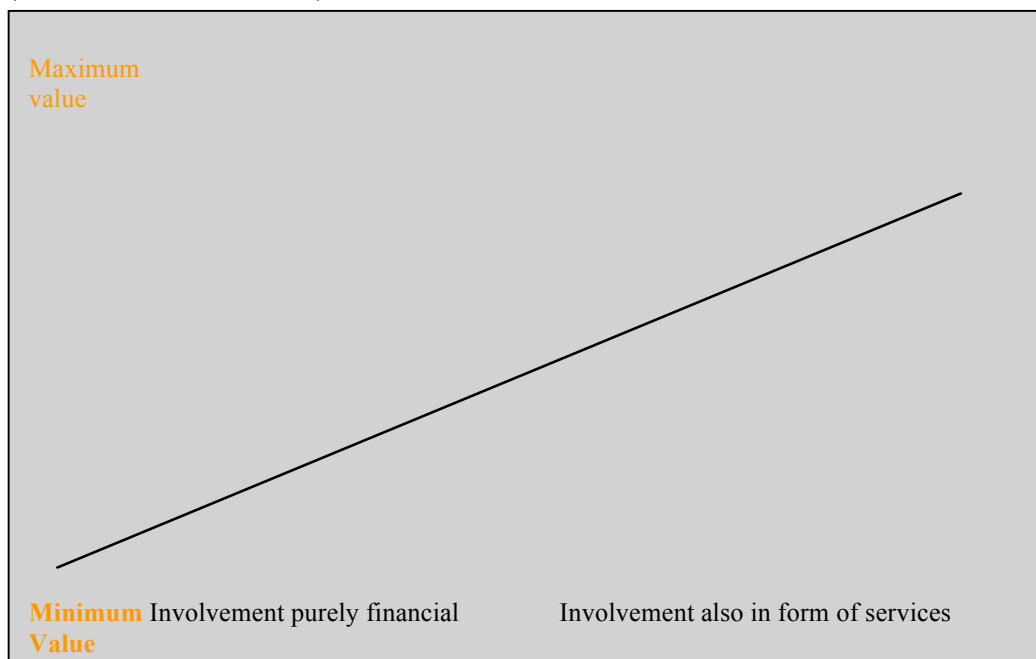 Maximum
value
Minimum Involvement purely financial Involvement also in form of services
Value